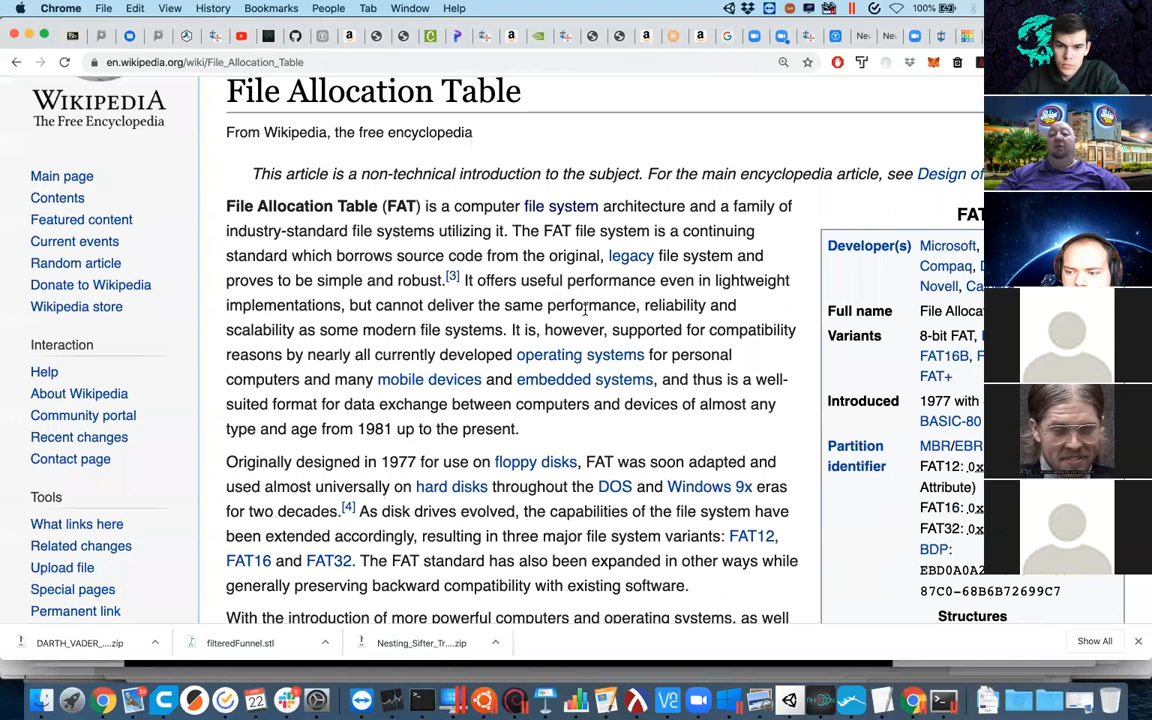 Chrome File Edit View History Bookmarks People Tab Window Help
100%
en.wikipedia.org/wiki/File_Allocation_Table
WIKIPEDIA
The Free Encyclopedia
Main page
Contents
Featured content
Current events
Random article
Donate to Wikipedia
Wikipedia store
Interaction
Help
About Wikipedia
Community portal
Recent changes
Contact page
Tools
What links here
Related changes
Upload file
Special pages
Permanent link
File Allocation Table
From Wikipedia, the free encyclopedia
This article is a non-technical introduction to the subject. For the main encyclopedia article, see Design of
File Allocation Table (FAT) is a computer file system architecture and a family of
industry-standard file systems utilizing it. The FAT file system is a continuing
standard which borrows source code from the original, legacy file system and
proves to be simple and robust.[3] It offers useful performance even in lightweight
implementations, but cannot deliver the same performance, reliability and
scalability as some modern file systems. It is, however, supported for compatibility
reasons by nearly all currently developed operating systems for personal
computers and many mobile devices and embedded systems, and thus is a well-
suited format for data exchange between computers and devices of almost any
type and age from 1981 up to the present.
Originally designed in 1977 for use on floppy disks, FAT was soon adapted and
used almost universally on hard disks throughout the DOS and Windows 9x eras
for two decades.[4] As disk drives evolved, the capabilities of the file system have
been extended accordingly, resulting in three major file system variants: FAT12,
FAT16 and FAT32. The FAT standard has also been expanded in other ways while
generally preserving backward compatibility with existing software.
With the introduction of more powerful computers and operating systems, as well
FAT
Developer(s) Microsoft,
Compaq,
Novell,
Full name File Alloca
Variants 8-bit FAT,
FAT16B,
FAT+
Introduced 1977 with
BASIC-80
Partition MBR/EBR
identifier FAT12: 0x
Attribute)
FAT16: 0x
FAT32: 0x
BDP:
EBD0A0A2
87C0-68B6B72699C7
Structures
DARTH_VADER_....zip
filteredFunnel.stl
Nesting_Sifter_Tr....zip
Show All